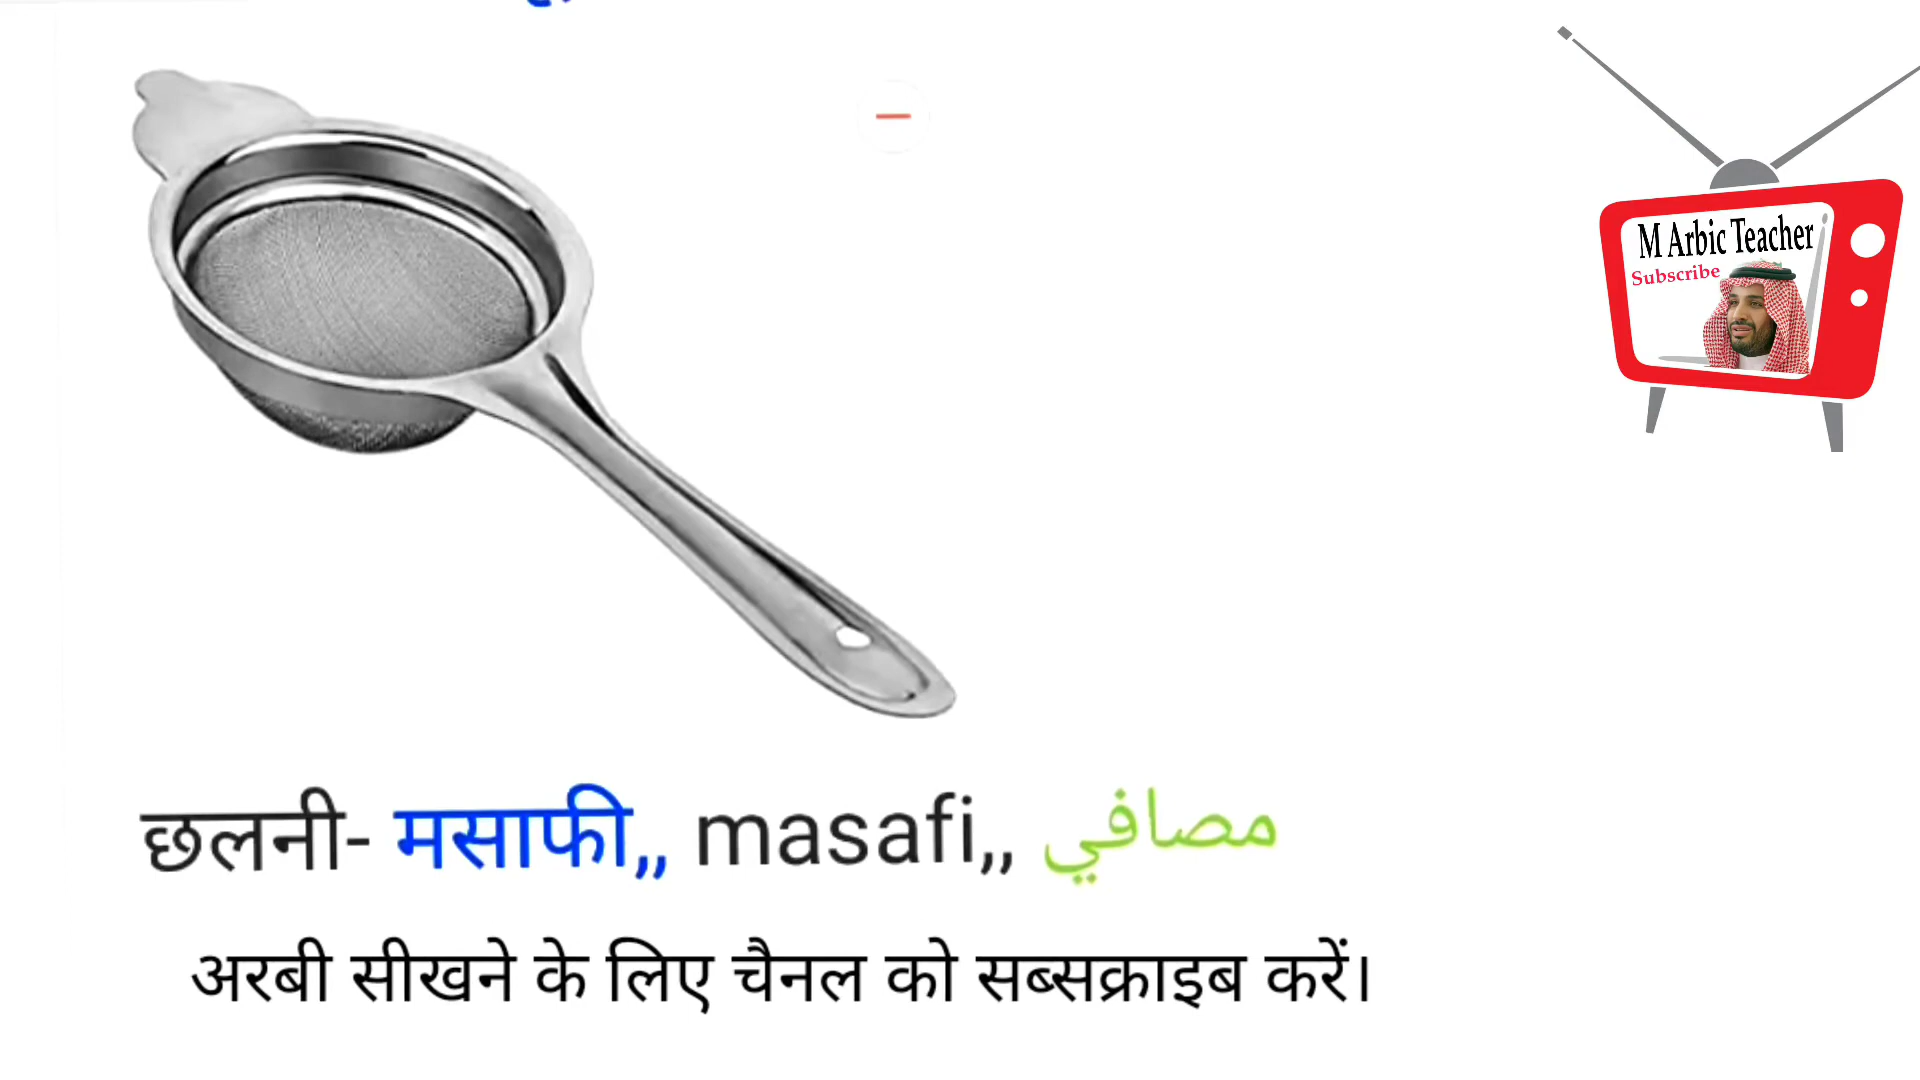 M Arbic Teacher
Subscribe
छलनी- मसाफी,, masafi,, مصافي
अरबी सीखने के लिए चैनल को सब्सक्राइब करें।